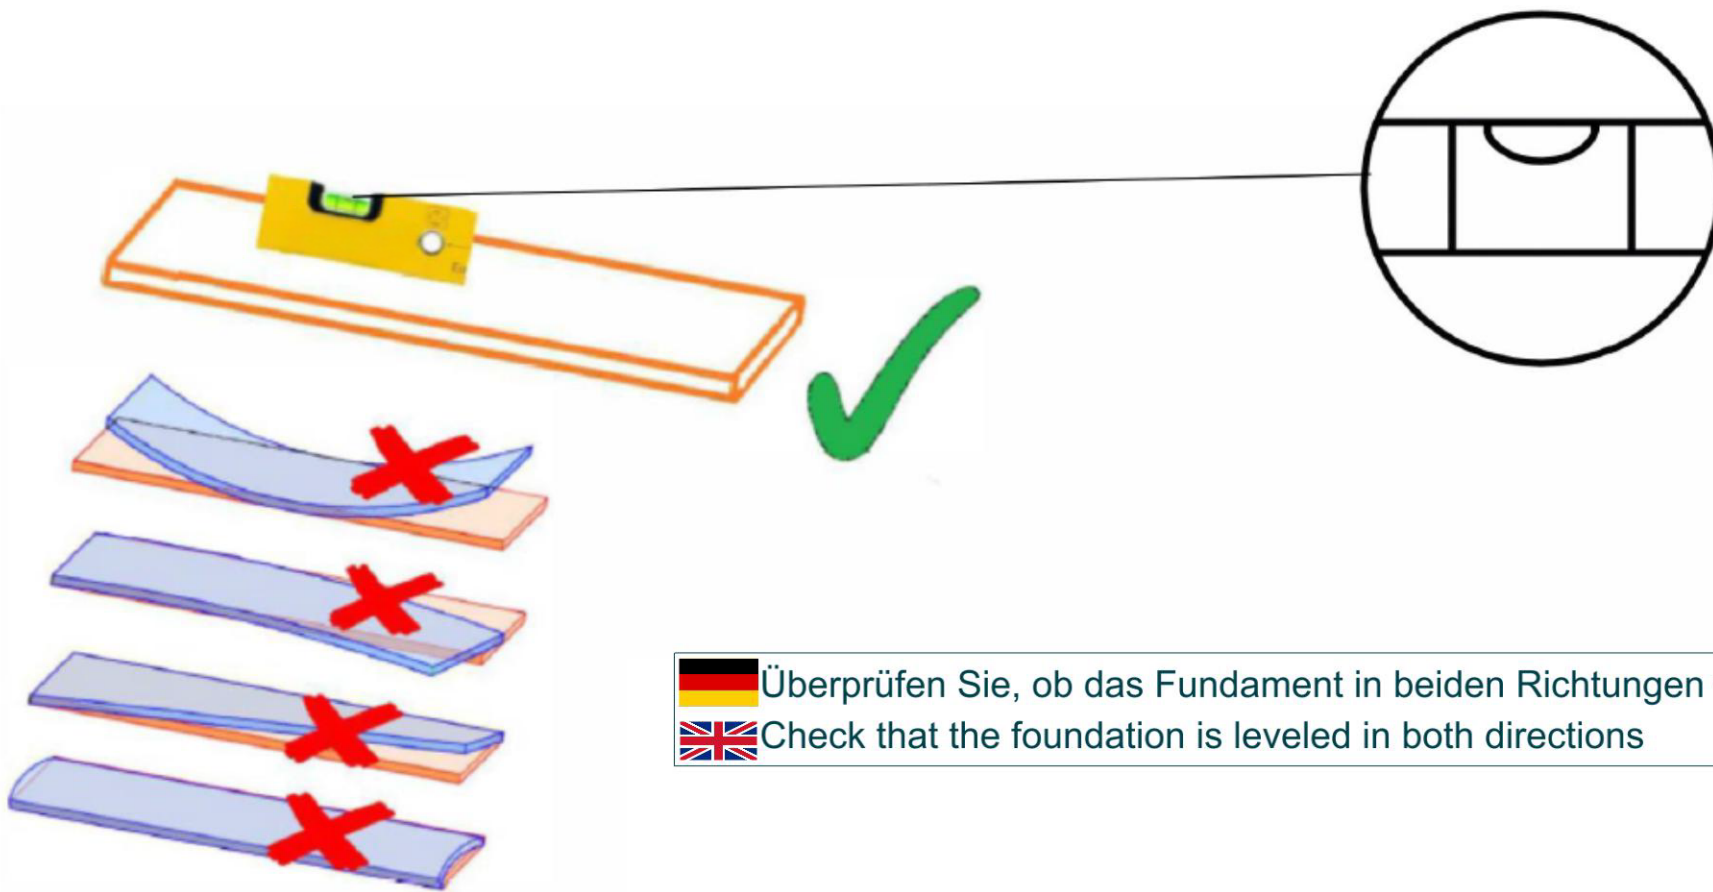 Überprüfen Sie, ob das Fundament in beiden Richtungen
Check that the foundation is leveled in both directions